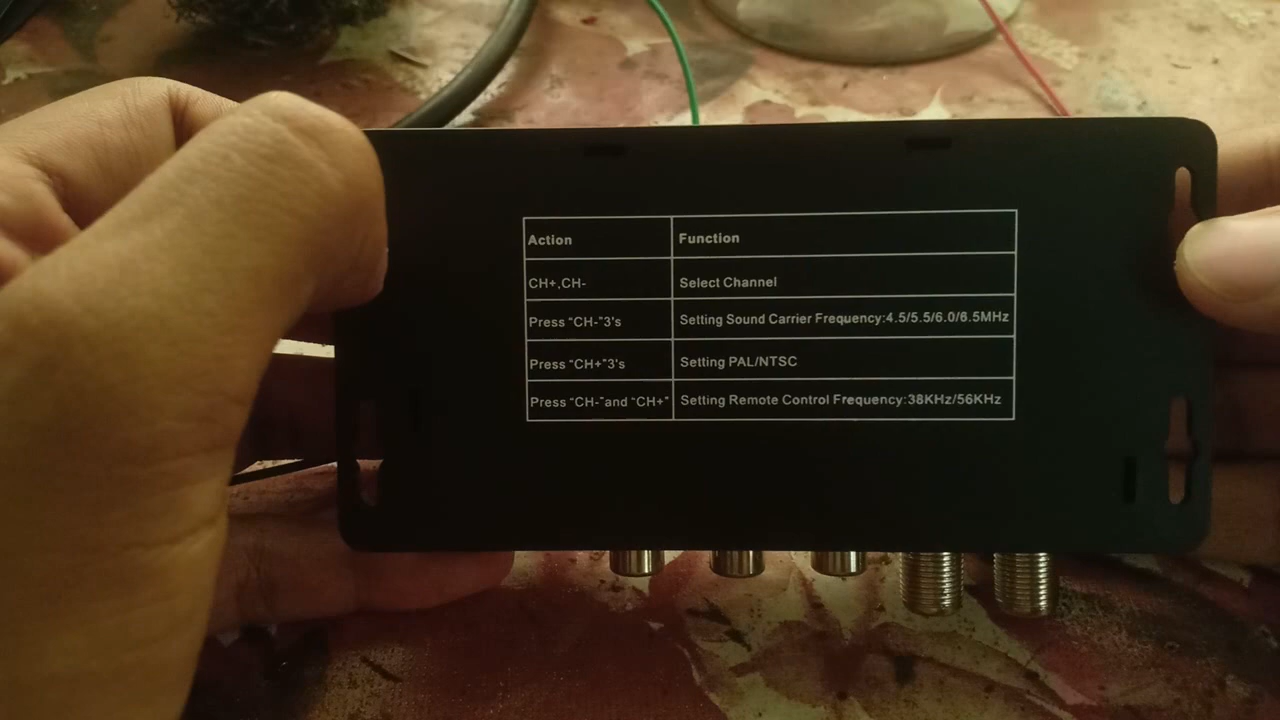 Action Function
CH+,CH- Select Channel
Press “CH-”3's Setting Sound Carrier Frequency:4.5/5.5/6.0/6.5MHz
Press “CH+”3's Setting PAL/NTSC
Press “CH-”and “CH+” Setting Remote Control Frequency:38KHz/56KHz